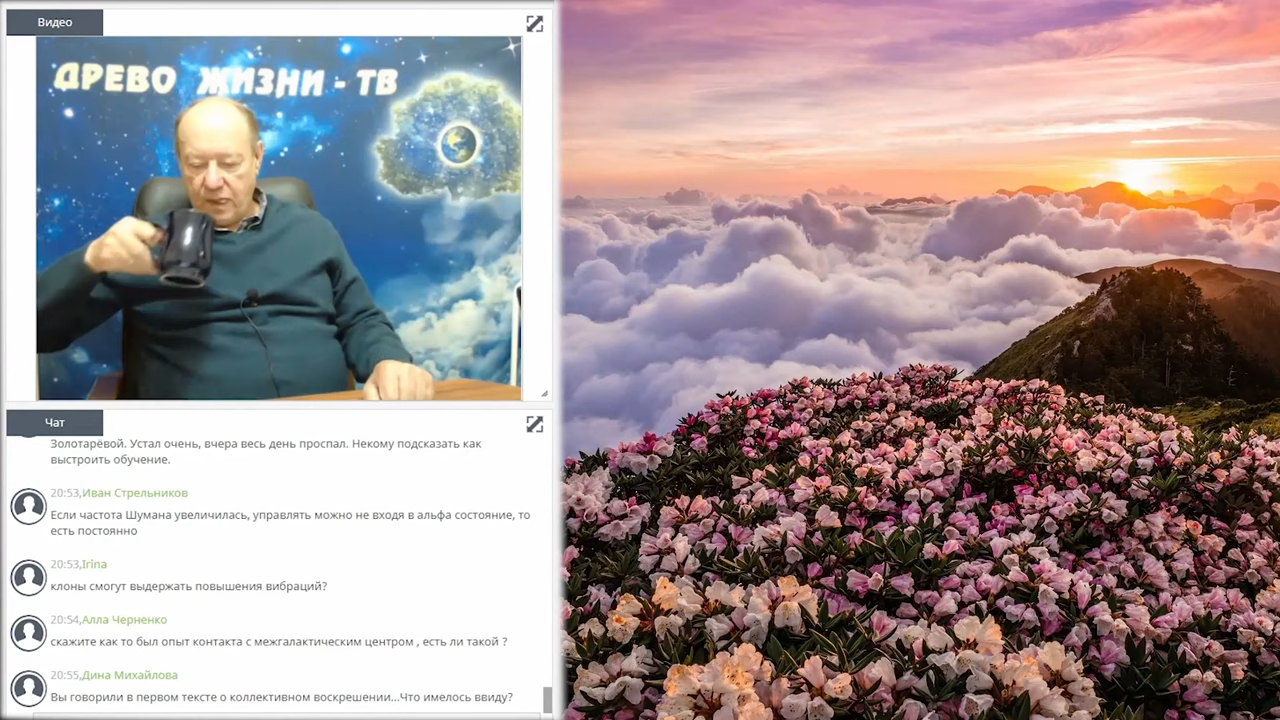 Видео
ДРЕВО ЖИЗНИ - ТВ
Чат
Золотарёвой. Устал очень, вчера весь день проспал. Некому подсказать как
выстроить обучение.
20:53,Иван Стрельников
Если частота Шумана увеличилась, управлять можно не входя в альфа состояние, то
есть постоянно
20:53,Irina
клоны смогут выдержать повышения вибраций?
20:54,Алла Черненко
скажите как то был опыт контакта с межгалактическим центром , есть ли такой ?
20:55,Дина Михайлова
Вы говорили в первом тексте о коллективном воскрешении...Что имелось ввиду?